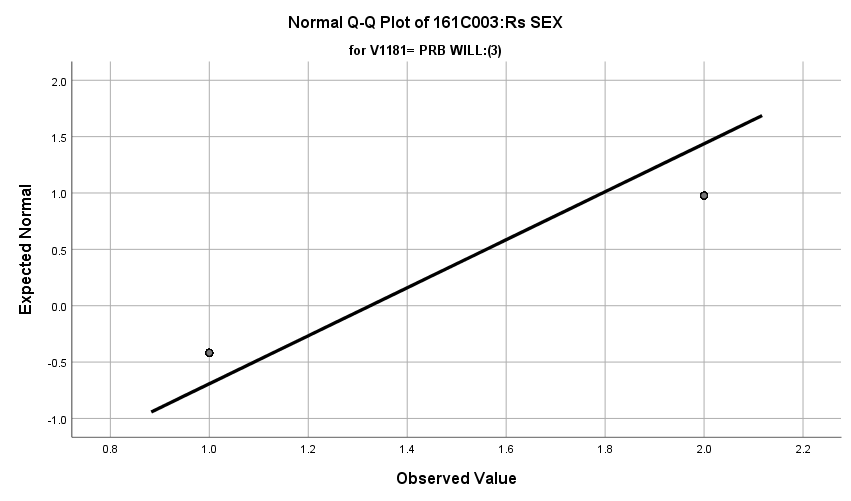 Normal Q-Q Plot of 161C003:Rs SEX
for V1181= PRB WILL:(3)
2.0
1.5
1.0
0.5
0.0
-0.5
-1.0
Expected Normal
0.8 1.0 1.2 1.4 1.6 1.8 2.0 2.2
Observed Value